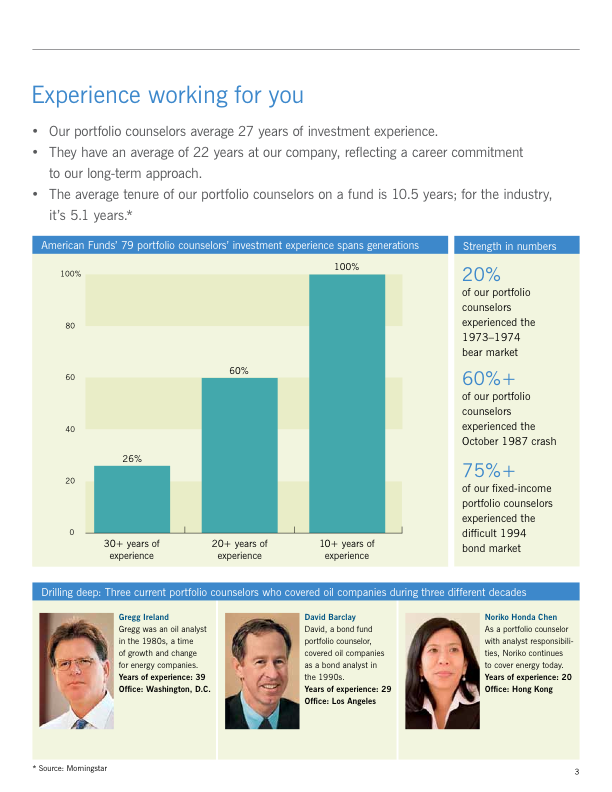 Experience working for you
• Our portfolio counselors average 27 years of investment experience.
• They have an average of 22 years at our company, reflecting a career commitment
to our long-term approach.
• The average tenure of our portfolio counselors on a fund is 10.5 years; for the industry,
it’s 5.1 years.*
American Funds’ 79 portfolio counselors’ investment experience spans generations
100%
80
60
40
20
0
26%
60%
100%
30+ years of
experience
20+ years of
experience
10+ years of
experience
Strength in numbers
20%
of our portfolio
counselors
experienced the
1973–1974
bear market
60%+
of our portfolio
counselors
experienced the
October 1987 crash
75%+
of our fixed-income
portfolio counselors
experienced the
difficult 1994
bond market
Drilling deep: Three current portfolio counselors who covered oil companies during three different decades
Gregg Ireland
Gregg was an oil analyst
in the 1980s, a time
of growth and change
for energy companies.
Years of experience: 39
Office: Washington, D.C.
David Barclay
David, a bond fund
portfolio counselor,
covered oil companies
as a bond analyst in
the 1990s.
Years of experience: 29
Office: Los Angeles
Noriko Honda Chen
As a portfolio counselor
with analyst responsibili-
ties, Noriko continues
to cover energy today.
Years of experience: 20
Office: Hong Kong
* Source: Morningstar
3